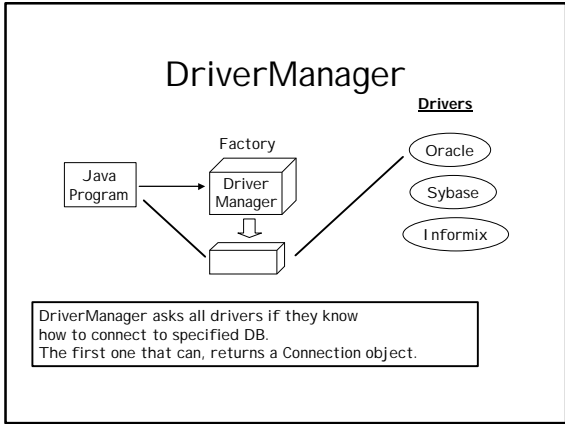 DriverManager
Drivers
Factory
Java
Program
Driver
Manager
Oracle
Sybase
Informix
DriverManager asks all drivers if they know
how to connect to specified DB.
The first one that can, returns a Connection object.